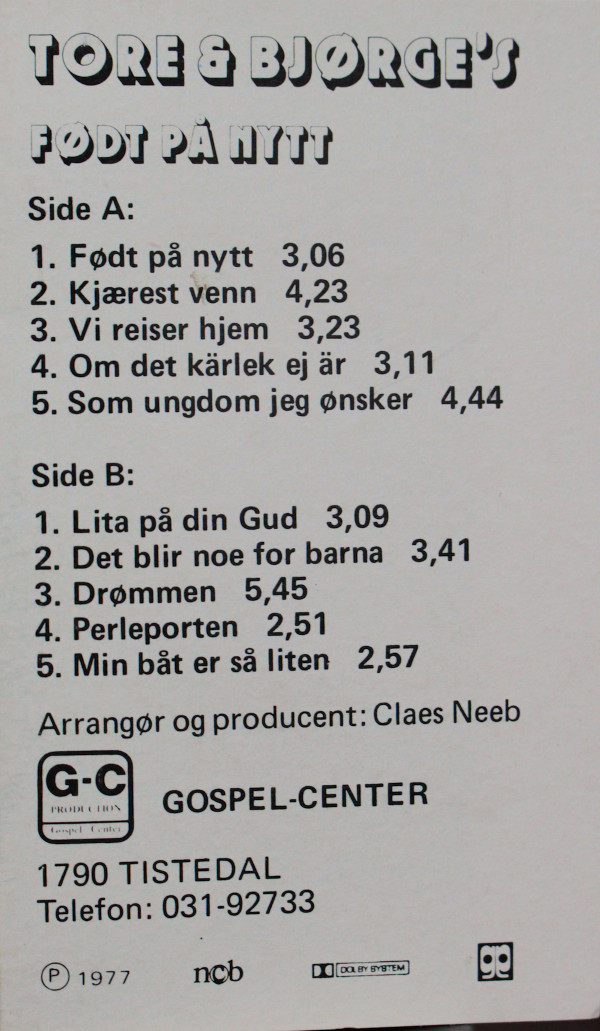 TORE & BJØRGE'S
FØDT PÅ NYTT
Side A:
1. Født på nytt 3,06
2. Kjærest venn 4,23
3. Vi reiser hjem 3,23
4. Om det kärlek ej är 3,11
5. Som ungdom jeg ønsker 4,44
Side B:
1. Lita på din Gud 3,09
2. Det blir noe for barna 3,41
3. Drømmen 5,45
4. Perleporten 2,51
5. Min båt er så liten 2,57
Arrangør og producent: Claes Neeb
G-C
PRODUCTION
Gospel Center
GOSPEL-CENTER
1790 TISTEDAL
Telefon: 031-92733
Ⓟ 1977 ncb DOLBY SYSTEM gp